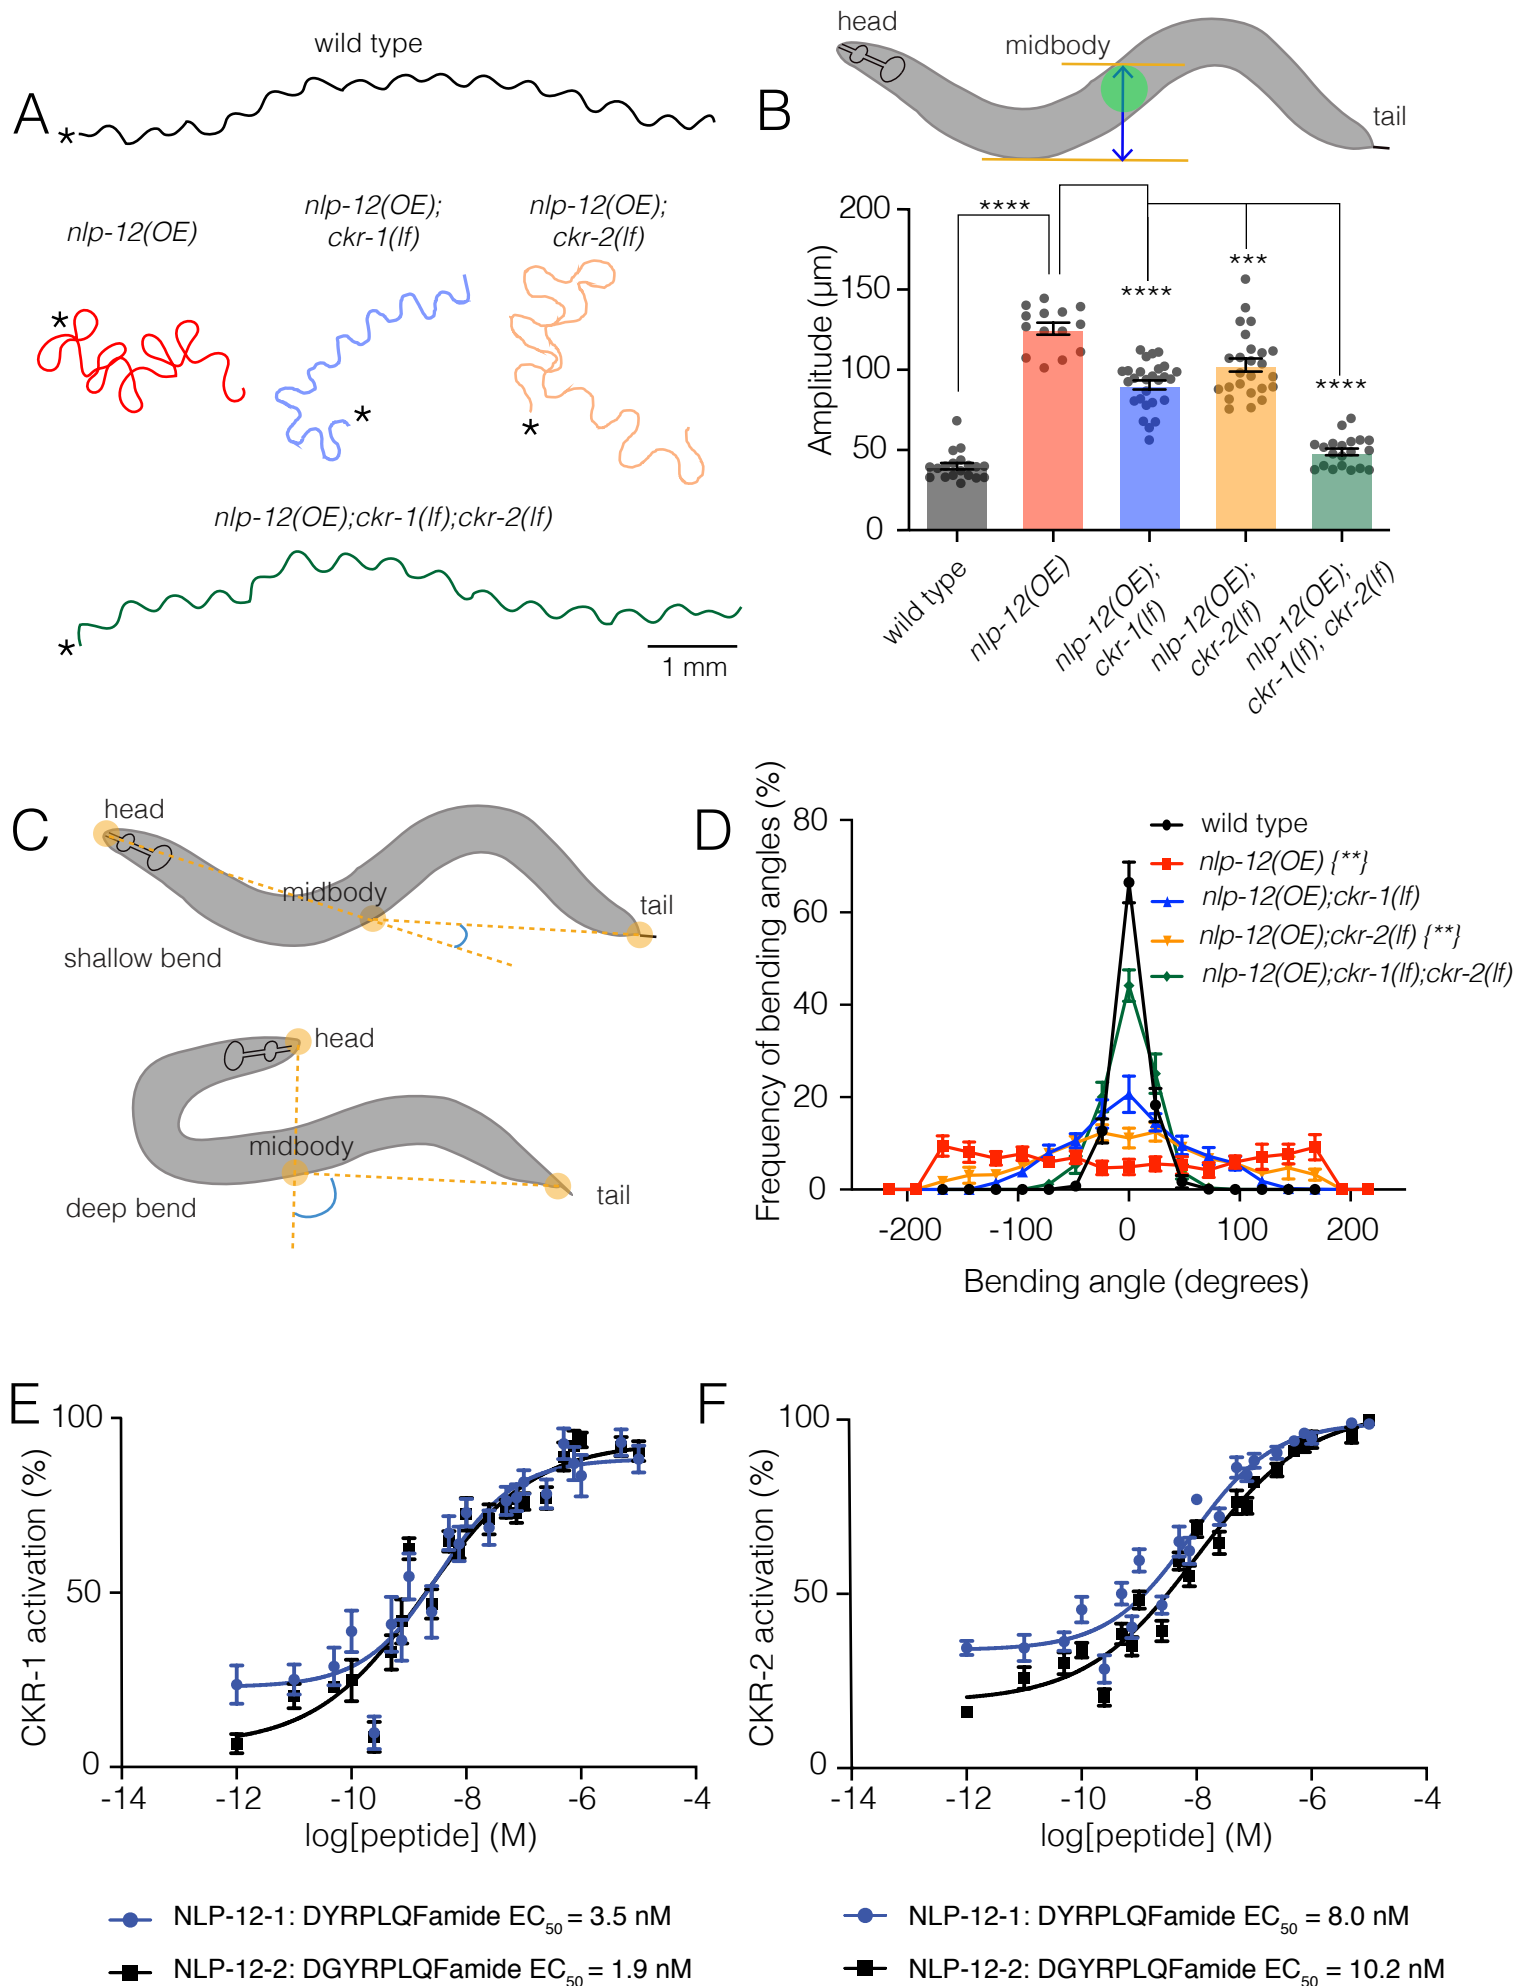 A
wild type
*
nlp-12(OE)
*
nlp-12(OE);
ckr-1(lf)
*
nlp-12(OE);
ckr-2(lf)
*
nlp-12(OE);ckr-1(lf);ckr-2(lf)
*
1 mm
B
head
midbody
tail
Amplitude (µm)
200
150
100
50
0
****
****
***
****
wild type
nlp-12(OE)
nlp-12(OE);
ckr-1(lf)
nlp-12(OE);
ckr-2(lf)
nlp-12(OE);
ckr-1(lf); ckr-2(lf)
C
head
midbody
tail
shallow bend
head
midbody
tail
deep bend
D
Frequency of bending angles (%)
80
60
40
20
0
-200
-100
0
100
200
Bending angle (degrees)
wild type
nlp-12(OE) {**}
nlp-12(OE);ckr-1(lf)
nlp-12(OE);ckr-2(lf) {**}
nlp-12(OE);ckr-1(lf);ckr-2(lf)
E
CKR-1 activation (%)
100
50
0
-14
-12
-10
-8
-6
-4
log[peptide] (M)
NLP-12-1: DYRPLQFamide EC50 = 3.5 nM
NLP-12-2: DGYRPLQFamide EC50 = 1.9 nM
F
CKR-2 activation (%)
100
50
0
-14
-12
-10
-8
-6
-4
log[peptide] (M)
NLP-12-1: DYRPLQFamide EC50 = 8.0 nM
NLP-12-2: DGYRPLQFamide EC50 = 10.2 nM